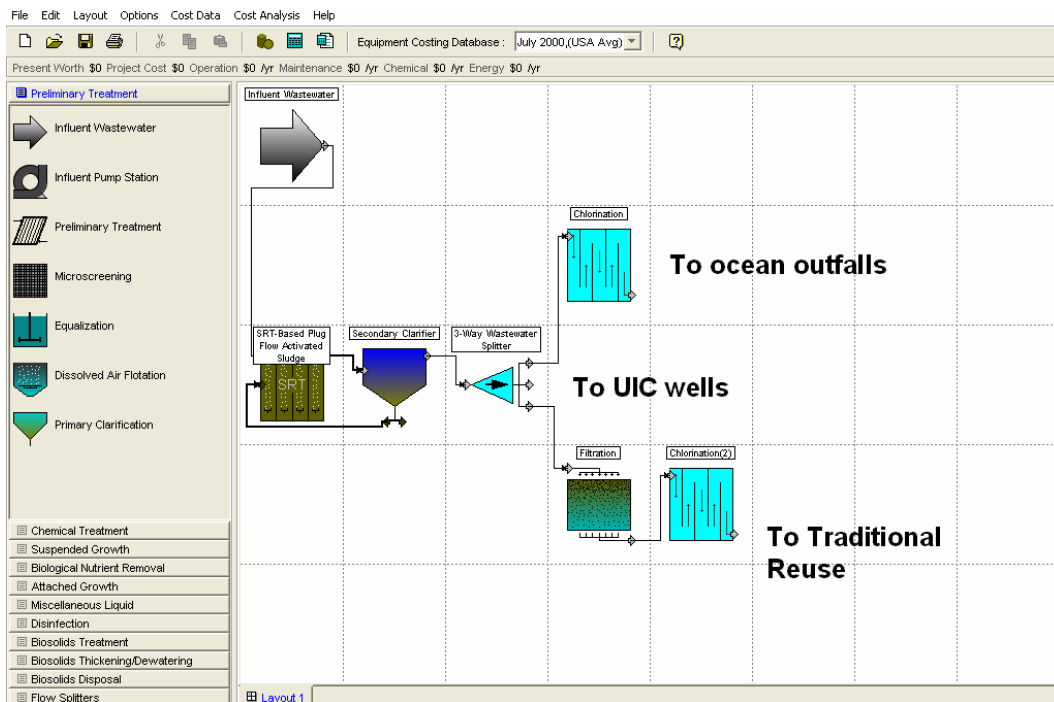 File Edit Layout Options Cost Data Cost Analysis Help
Equipment Costing Database : July 2000,(USA Avg)
Present Worth $0 Project Cost $0 Operation $0 /yr Maintenance $0 /yr Chemical $0 /yr Energy $0 /yr
Preliminary Treatment
Influent Wastewater
Influent Pump Station
Preliminary Treatment
Microscreening
Equalization
Dissolved Air Flotation
Primary Clarification
Chemical Treatment
Suspended Growth
Biological Nutrient Removal
Attached Growth
Miscellaneous Liquid
Disinfection
Biosolids Treatment
Biosolids Thickening/Dewatering
Biosolids Disposal
Flow Splitters
Influent Wastewater
Chlorination
To ocean outfalls
SRT-Based Plug
Flow Activated
Sludge
SRT
Secondary Clarifier
3-Way Wastewater
Splitter
To UIC wells
Filtration
Chlorination(2)
To Traditional
Reuse
Layout 1